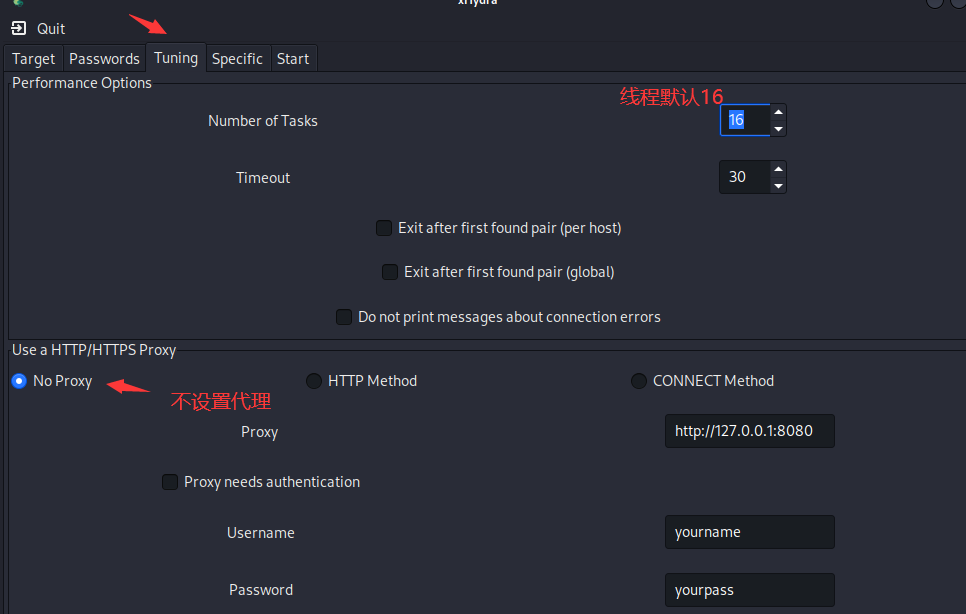 xHydra
Quit
Target Passwords Tuning Specific Start
Performance Options
线程默认16
Number of Tasks 16
Timeout 30
Exit after first found pair (per host)
Exit after first found pair (global)
Do not print messages about connection errors
Use a HTTP/HTTPS Proxy
No Proxy HTTP Method CONNECT Method
不设置代理
Proxy http://127.0.0.1:8080
Proxy needs authentication
Username yourname
Password yourpass